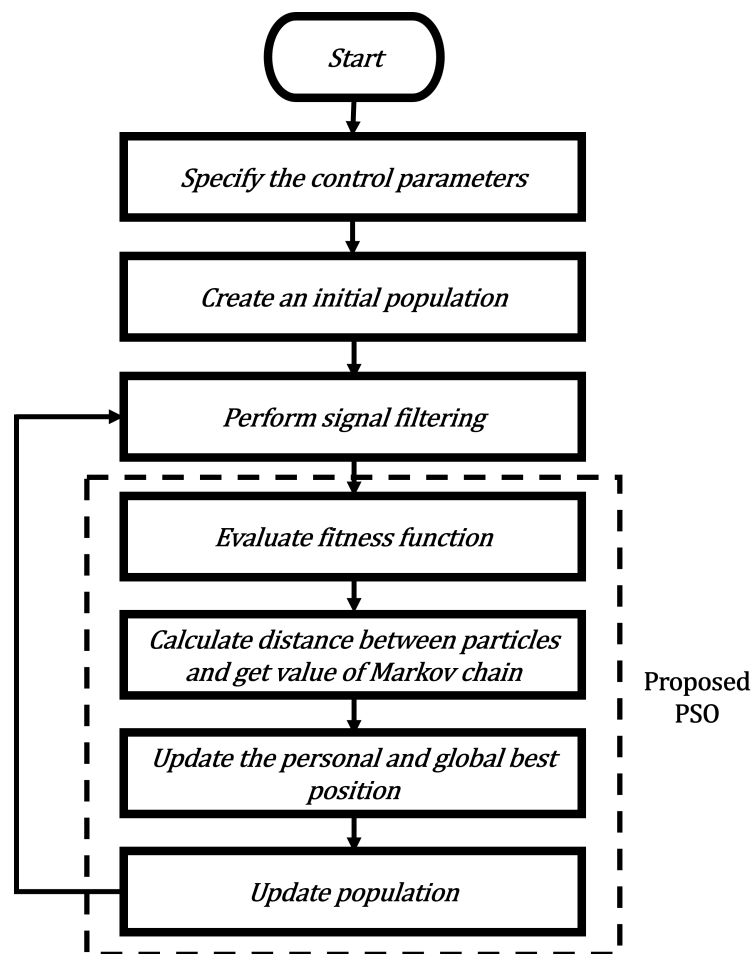 Start
Specify the control parameters
Create an initial population
Perform signal filtering
Evaluate fitness function
Calculate distance between particles
and get value of Markov chain
Update the personal and global best
position
Update population
Proposed
PSO